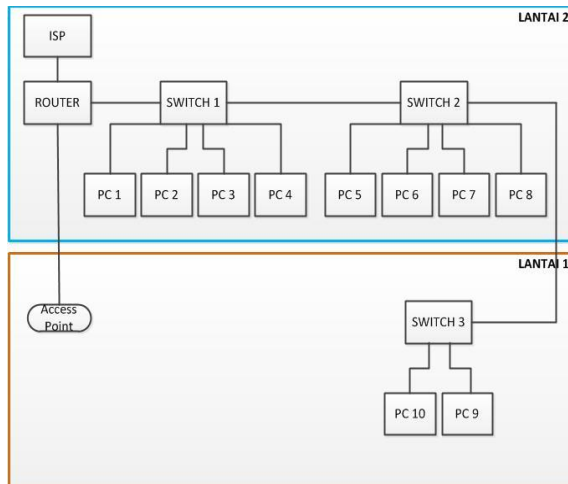 LANTAI 2
ISP
ROUTER
SWITCH 1
SWITCH 2
PC 1
PC 2
PC 3
PC 4
PC 5
PC 6
PC 7
PC 8
LANTAI 1
Access
Point
SWITCH 3
PC 10
PC 9